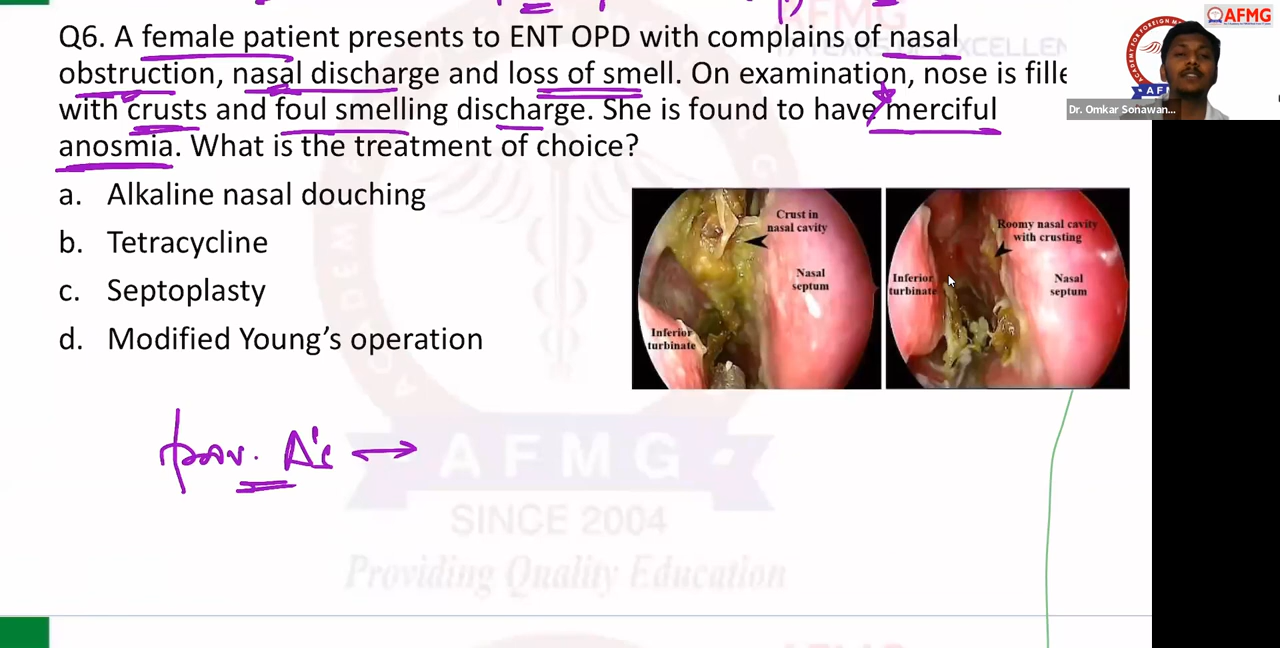 AFMG
Q6. A female patient presents to ENT OPD with complains of nasal
obstruction, nasal discharge and loss of smell. On examination, nose is fille
with crusts and foul smelling discharge. She is found to have merciful
anosmia. What is the treatment of choice?
Dr. Omkar Sonawan...
a. Alkaline nasal douching
b. Tetracycline
c. Septoplasty
d. Modified Young's operation
Crust in
nasal cavity
Nasal
septum
Inferior
turbinate
Roomy nasal cavity
with crusting
Inferior
turbinate
Nasal
septum
AFMG
SINCE 2004
Providing Quality Education